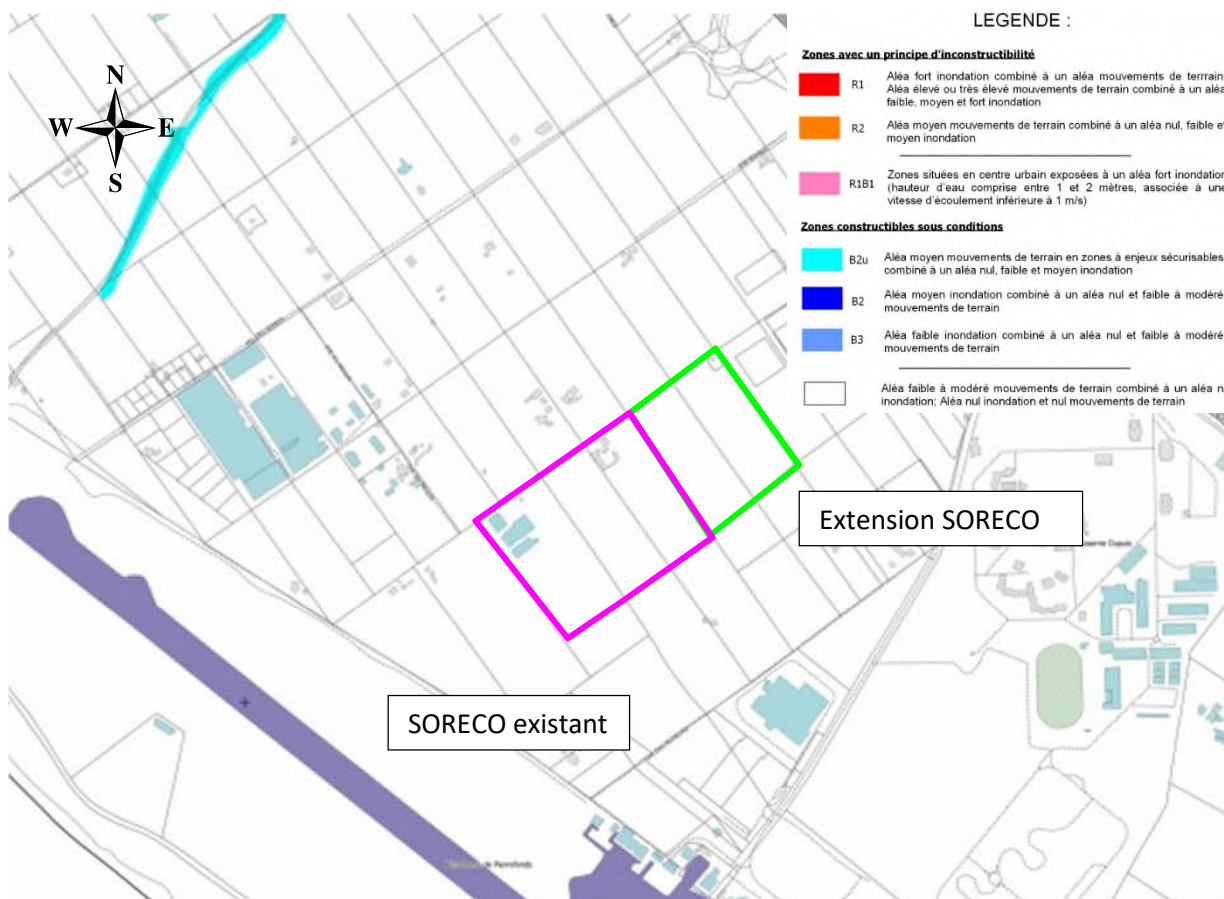 LEGENDE :
Zones avec un principe d'inconstructibilité
R1
Aléa fort inondation combiné à un aléa mouvements de terrrain
Aléa élevé ou très élevé mouvements de terrain combiné à un aléa
faible, moyen et fort inondation
R2
Aléa moyen mouvements de terrain combiné à un aléa nul, faible et
moyen inondation
R1B1
Zones situées en centre urbain exposées à un aléa fort inondation
(hauteur d'eau comprise entre 1 et 2 mètres, associée à une
vitesse d'écoulement inférieure à 1 m/s)
Zones constructibles sous conditions
B2u
Aléa moyen mouvements de terrain en zones à enjeux sécurisables
combiné à un aléa nul, faible et moyen inondation
B2
Aléa moyen inondation combiné à un aléa nul et faible à modéré
mouvements de terrain
B3
Aléa faible inondation combiné à un aléa nul et faible à modéré
mouvements de terrain
Aléa faible à modéré mouvements de terrain combiné à un aléa n
inondation; Aléa nul inondation et nul mouvements de terrain
N
W E
S
Extension SORECO
Dupuis
SORECO existant
de Pierrefonds